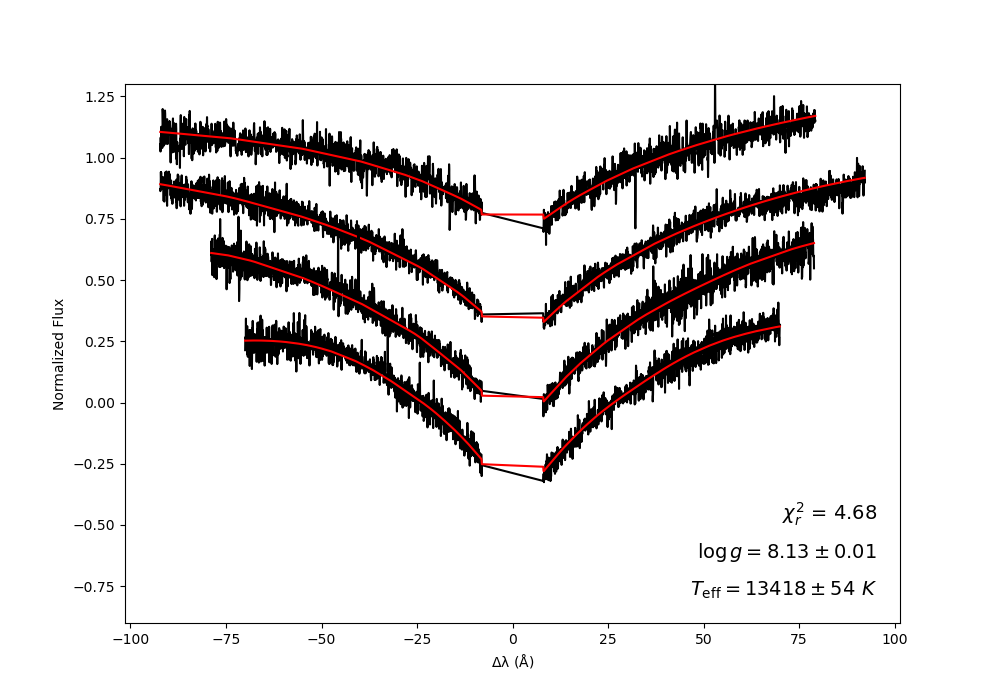 1.25
1.00
0.75
0.50
0.25
0.00
−0.25
−0.50
−0.75
Normalized Flux
χ_r^2 = 4.68
log g = 8.13 ± 0.01
T_eff = 13418 ± 54 K
−100 −75 −50 −25 0 25 50 75 100
Δλ (Å)